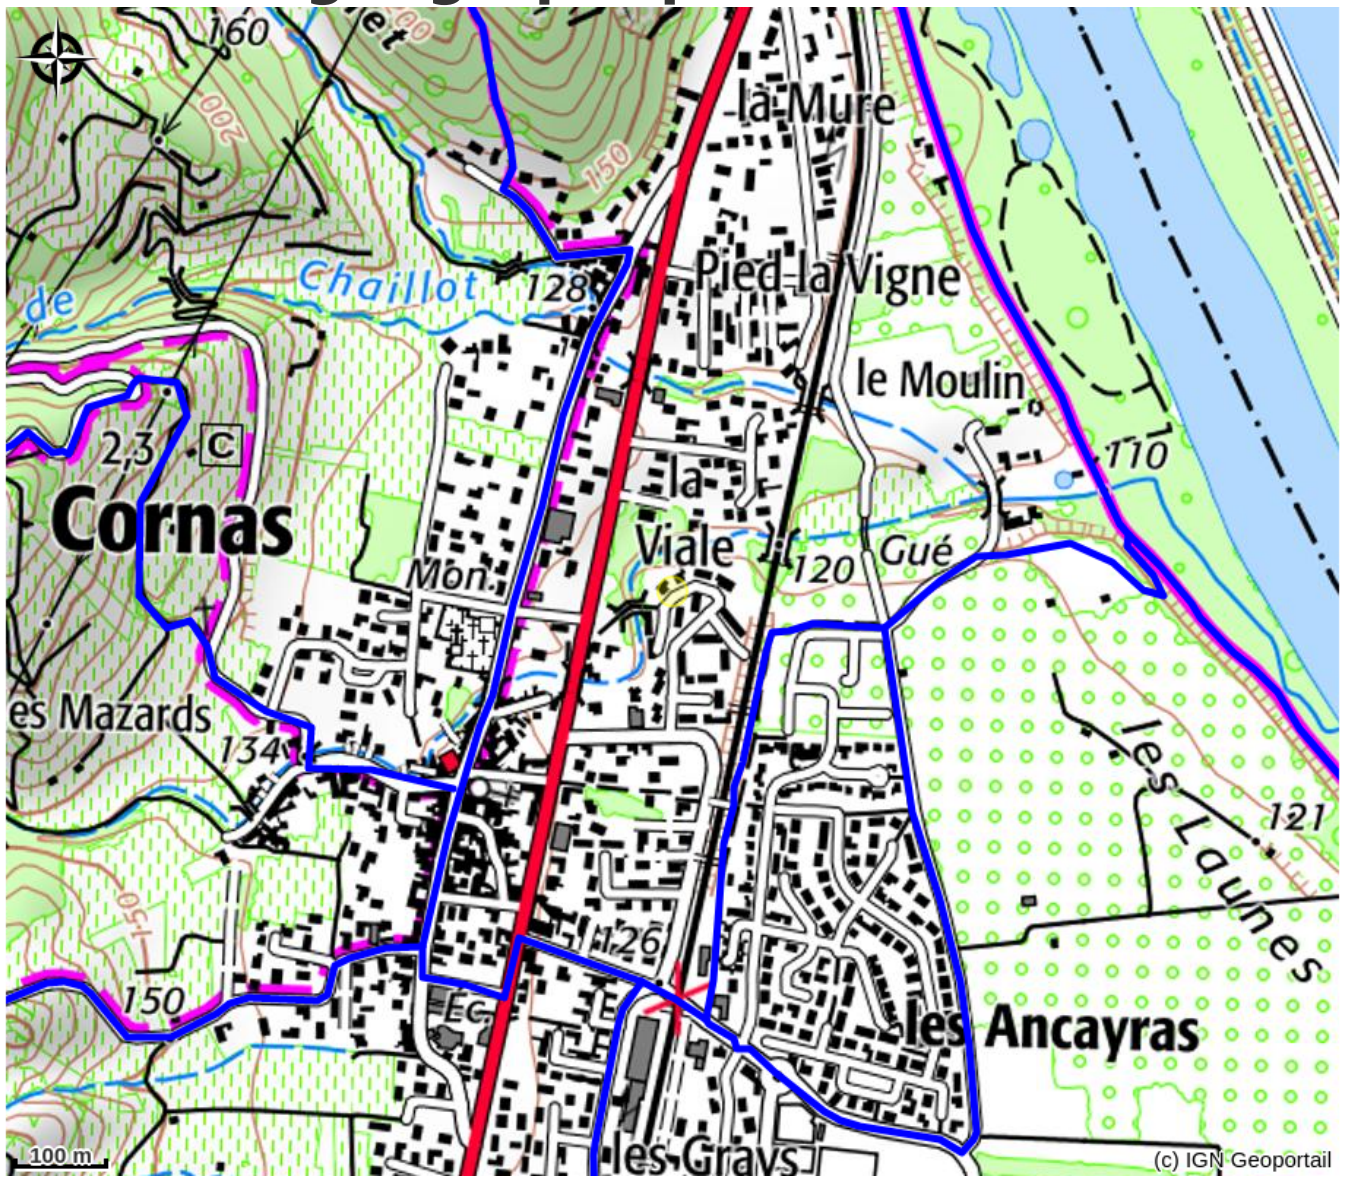 160
200
la Mure
150
Pied la Vigne
de Chaillot
128
le Moulin
110
2,3
C
Cornas
la
Viale
Mon.
120
Gué
es Mazards
134
les Laumes
121
150
150
126
Ec.
les Ancayras
les Grays
100 m
(c) IGN Geoportail